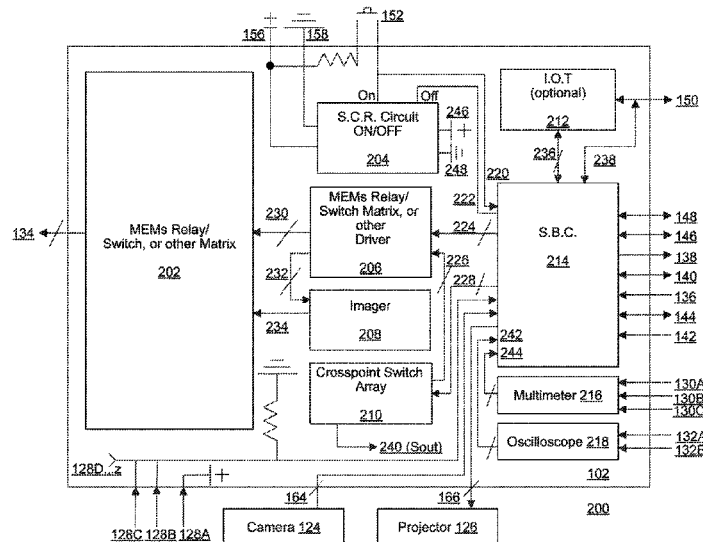 152
156
158
On
Off
I.O.T
(optional)
212
150
S.C.R. Circuit
ON/OFF
204
246
248
236
238
220
222
MEMs Relay/
Switch, or other Matrix
202
134
230
MEMs Relay/
Switch Matrix, or
other
Driver
206
224
226
228
S.B.C.
214
148
146
138
140
136
144
142
232
234
Imager
208
242
244
Crosspoint Switch
Array
210
Multimeter 216
130A
130B
130C
240 (Sout)
Oscilloscope 218
132A
132B
128D...z
102
164
166
200
128C
128B
128A
Camera 124
Projector 126